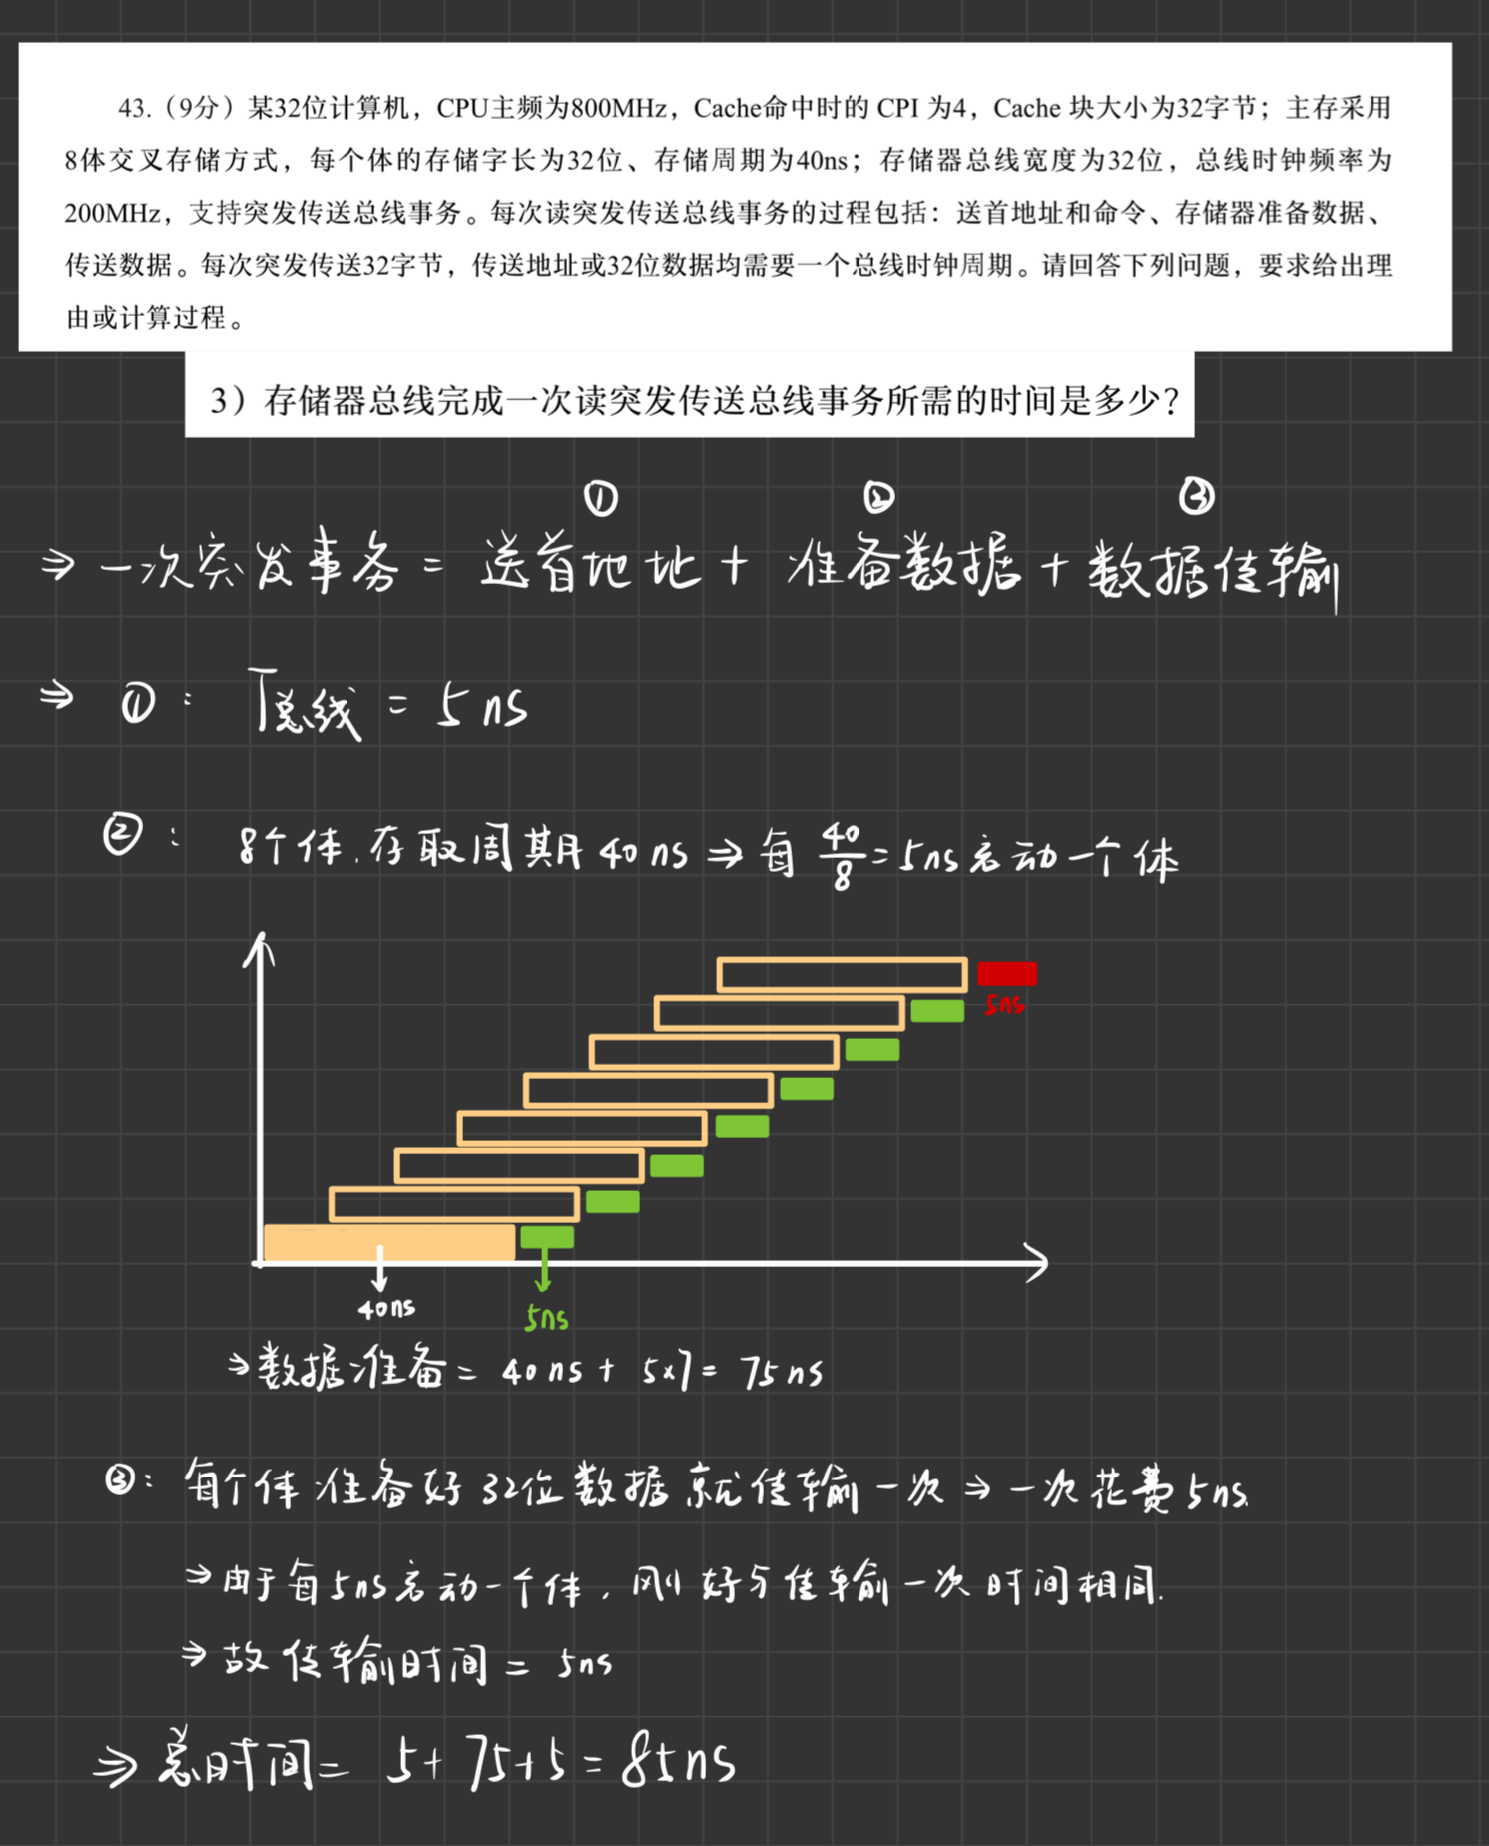 43.（9分）某32位计算机，CPU主频为800MHz，Cache命中时的 CPI 为4，Cache 块大小为32字节；主存采用
8体交叉存储方式，每个体的存储字长为32位、存储周期为40ns；存储器总线宽度为32位，总线时钟频率为
200MHz，支持突发传送总线事务。每次读突发传送总线事务的过程包括：送首地址和命令、存储器准备数据、
传送数据。每次突发传送32字节，传送地址或32位数据均需要一个总线时钟周期。请回答下列问题，要求给出理
由或计算过程。
3）存储器总线完成一次读突发传送总线事务所需的时间是多少？
① ② ③
⇒ 一次突发事务 = 送首地址 + 准备数据 + 数据传输
⇒ ①： T总线 = 5 ns
②： 8个体，存取周期 40 ns ⇒ 每 40/8 = 5ns 启动一个体
5ns
40ns
5ns
⇒ 数据准备 = 40 ns + 5×7 = 75 ns
③： 每个体准备好 32位数据就传输一次 ⇒ 一次花费 5ns.
⇒ 由于每 5ns 启动一个体，刚好与传输一次时间相同.
⇒ 故传输时间 = 5ns
⇒ 总时间 = 5 + 75 + 5 = 85 ns